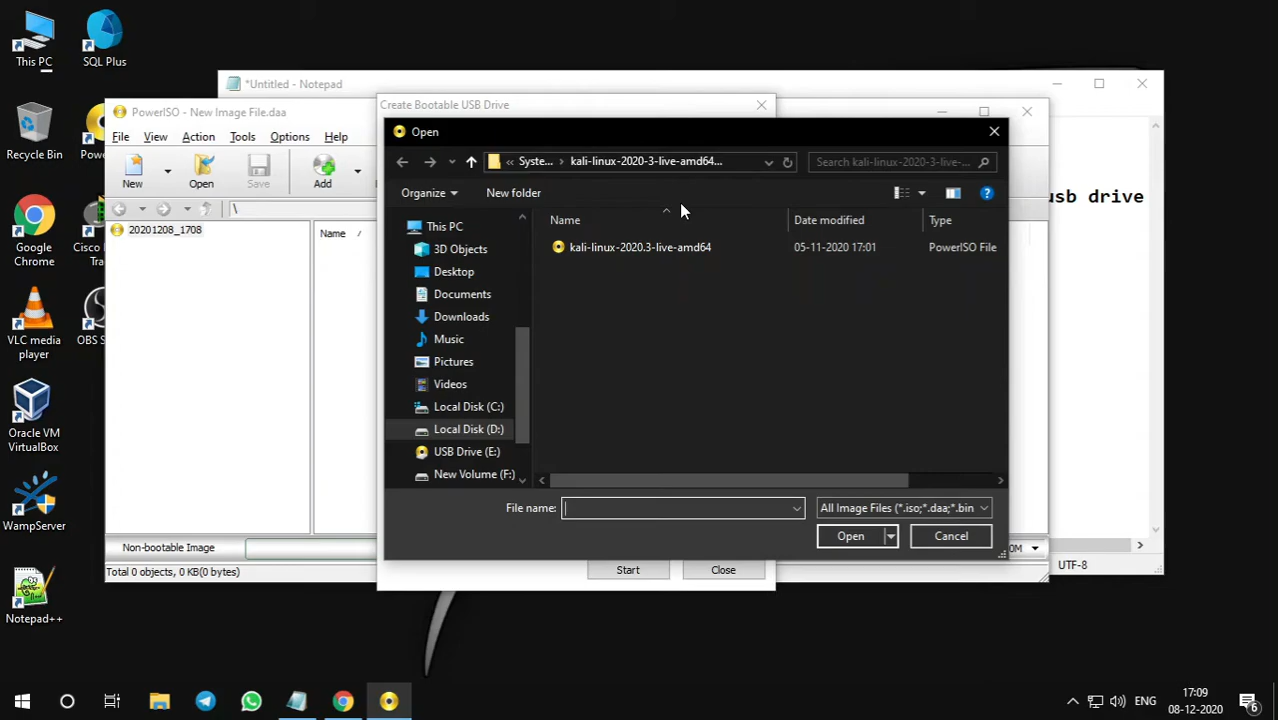 This PC
SQL Plus
Recycle Bin
Pow
Google
Chrome
Cisco
Tra
VLC media
player
OBS S
Oracle VM
VirtualBox
WampServer
Notepad++
*Untitled - Notepad
usb drive
UTF-8
PowerISO - New Image File.daa
File
View
Action
Tools
Options
Help
New
Open
Save
Add
\
20201208_1708
Name
Non-bootable Image
0M
Total 0 objects, 0 KB(0 bytes)
Create Bootable USB Drive
Start
Close
Open
« Syste... › kali-linux-2020-3-live-amd64...
Search kali-linux-2020-3-live-...
Organize
New folder
This PC
3D Objects
Desktop
Documents
Downloads
Music
Pictures
Videos
Local Disk (C:)
Local Disk (D:)
USB Drive (E:)
New Volume (F:)
Name
Date modified
Type
kali-linux-2020.3-live-amd64
05-11-2020 17:01
PowerISO File
File name:
All Image Files (*.iso;*.daa;*.bin
Open
Cancel
ENG
17:09
08-12-2020
6